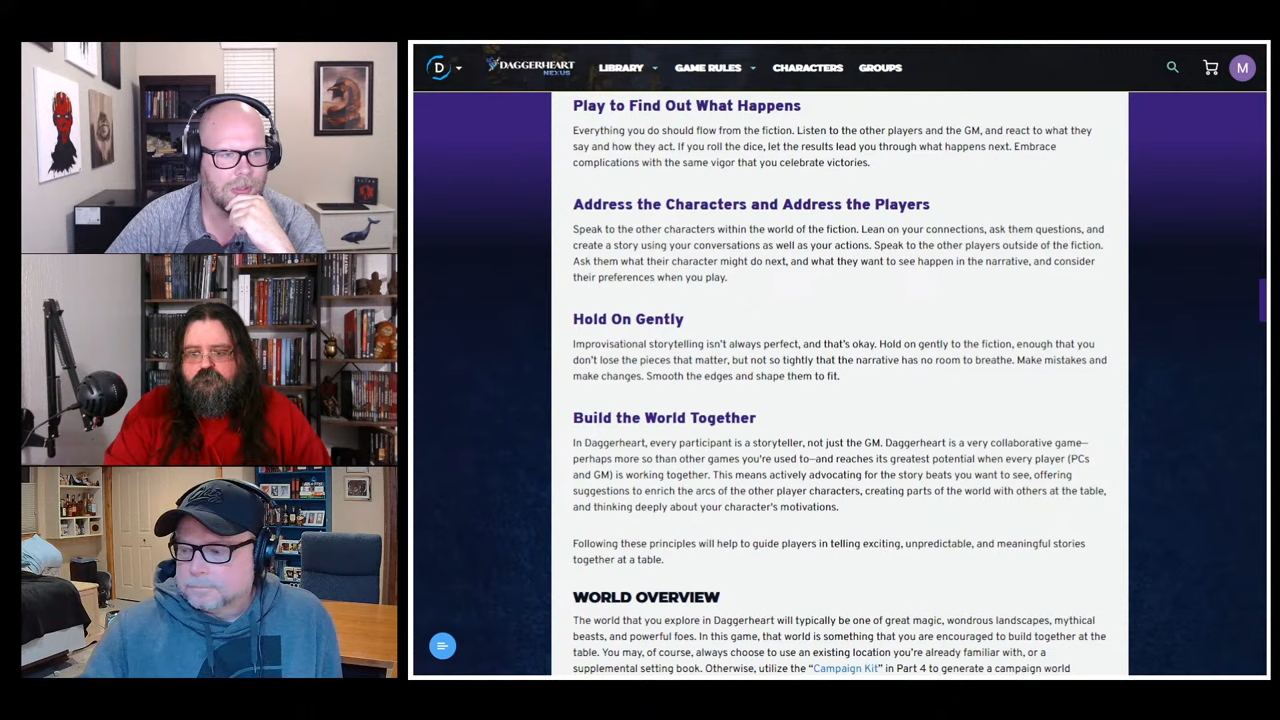 D
DAGGERHEART
NEXUS
LIBRARY
GAME RULES
CHARACTERS
GROUPS
M
Play to Find Out What Happens
Everything you do should flow from the fiction. Listen to the other players and the GM, and react to what they
say and how they act. If you roll the dice, let the results lead you through what happens next. Embrace
complications with the same vigor that you celebrate victories.
Address the Characters and Address the Players
Speak to the other characters within the world of the fiction. Lean on your connections, ask them questions, and
create a story using your conversations as well as your actions. Speak to the other players outside of the fiction.
Ask them what their character might do next, and what they want to see happen in the narrative, and consider
their preferences when you play.
Hold On Gently
Improvisational storytelling isn't always perfect, and that's okay. Hold on gently to the fiction, enough that you
don't lose the pieces that matter, but not so tightly that the narrative has no room to breathe. Make mistakes and
make changes. Smooth the edges and shape them to fit.
Build the World Together
In Daggerheart, every participant is a storyteller, not just the GM. Daggerheart is a very collaborative game—
perhaps more so than other games you're used to—and reaches its greatest potential when every player (PCs
and GM) is working together. This means actively advocating for the story beats you want to see, offering
suggestions to enrich the arcs of the other player characters, creating parts of the world with others at the table,
and thinking deeply about your character's motivations.
Following these principles will help to guide players in telling exciting, unpredictable, and meaningful stories
together at a table.
WORLD OVERVIEW
The world that you explore in Daggerheart will typically be one of great magic, wondrous landscapes, mythical
beasts, and powerful foes. In this game, that world is something that you are encouraged to build together at the
table. You may, of course, always choose to use an existing location you're already familiar with, or a
supplemental setting book. Otherwise, utilize the “Campaign Kit” in Part 4 to generate a campaign world